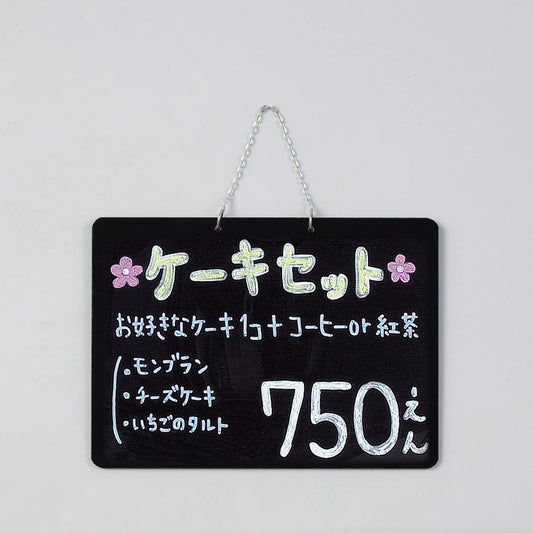 ケーキセット
お好きなケーキ1コ+コーヒーor紅茶
・モンブラン
・チーズケーキ
・いちごのタルト
750えん